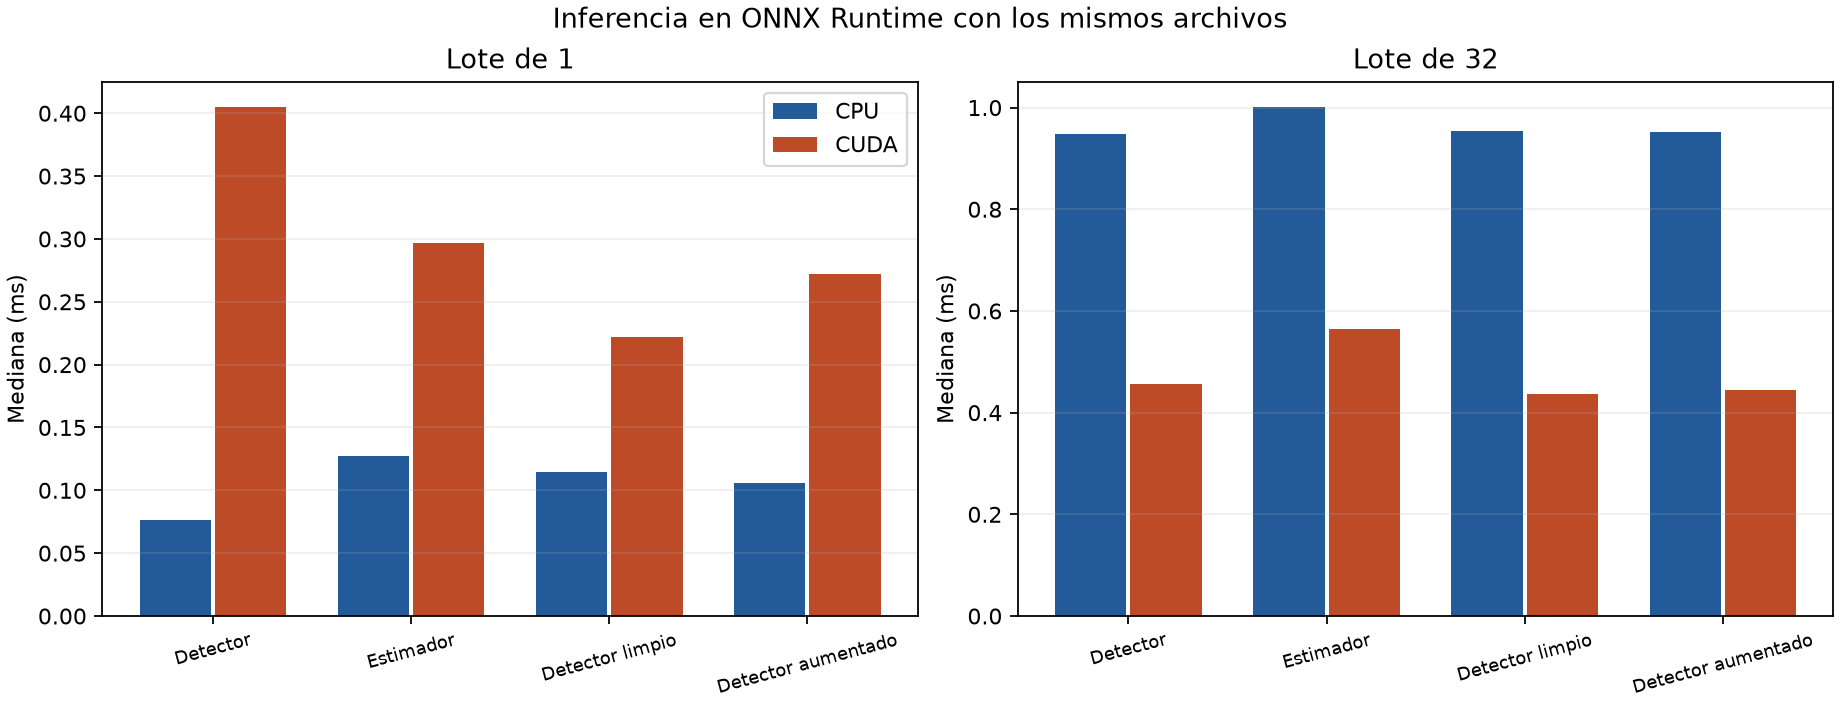 Inferencia en ONNX Runtime con los mismos archivos
Lote de 1
Mediana (ms)
0.40
0.35
0.30
0.25
0.20
0.15
0.10
0.05
0.00
CPU
CUDA
Detector
Estimador
Detector limpio
Detector aumentado
Lote de 32
Mediana (ms)
1.0
0.8
0.6
0.4
0.2
0.0
Detector
Estimador
Detector limpio
Detector aumentado